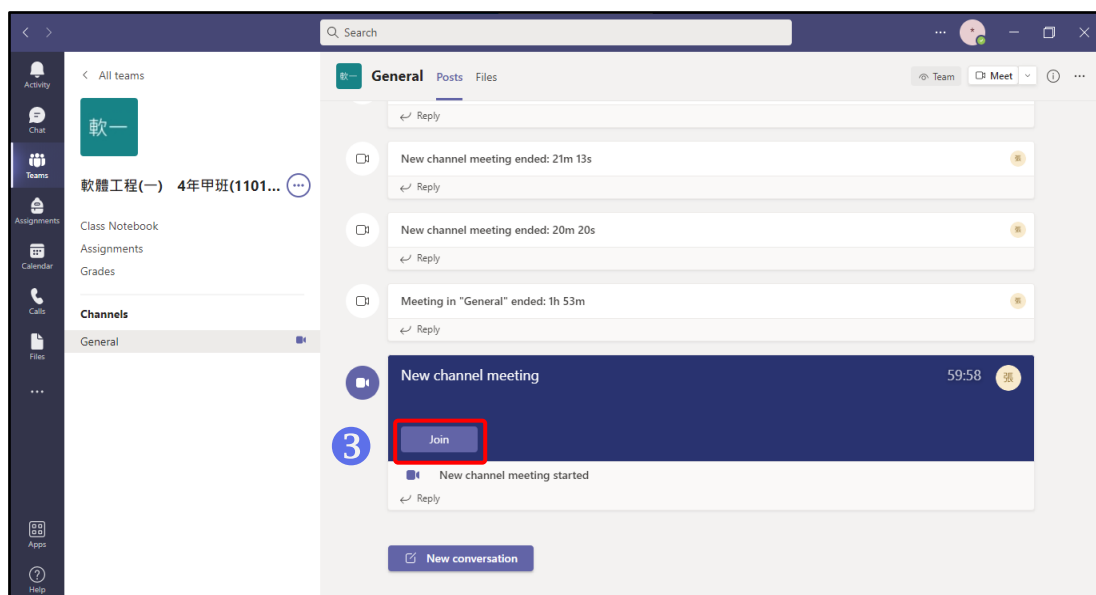 Search
Activity
Chat
Teams
Assignments
Calendar
Calls
Files
Apps
Help
All teams
軟一
軟體工程(一) 4年甲班(1101...
Class Notebook
Assignments
Grades
Channels
General
軟一 General Posts Files
Team Meet
Reply
New channel meeting ended: 21m 13s 張
Reply
New channel meeting ended: 20m 20s 張
Reply
Meeting in "General" ended: 1h 53m 張
Reply
New channel meeting 59:58 張
3 Join
New channel meeting started
Reply
New conversation